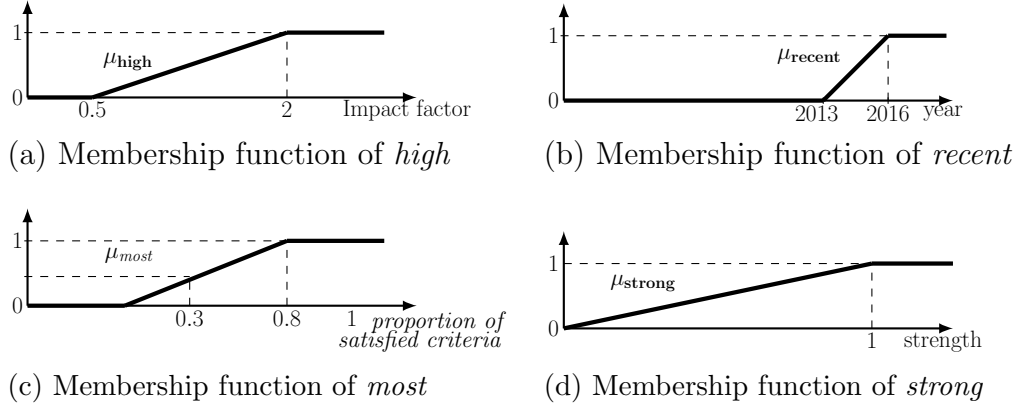 1
μhigh
0
0.5
2
Impact factor
(a) Membership function of high
1
μrecent
0
2013
2016
year
(b) Membership function of recent
1
μmost
0
0.3
0.8
1
proportion of
satisfied criteria
(c) Membership function of most
1
μstrong
0
1
strength
(d) Membership function of strong